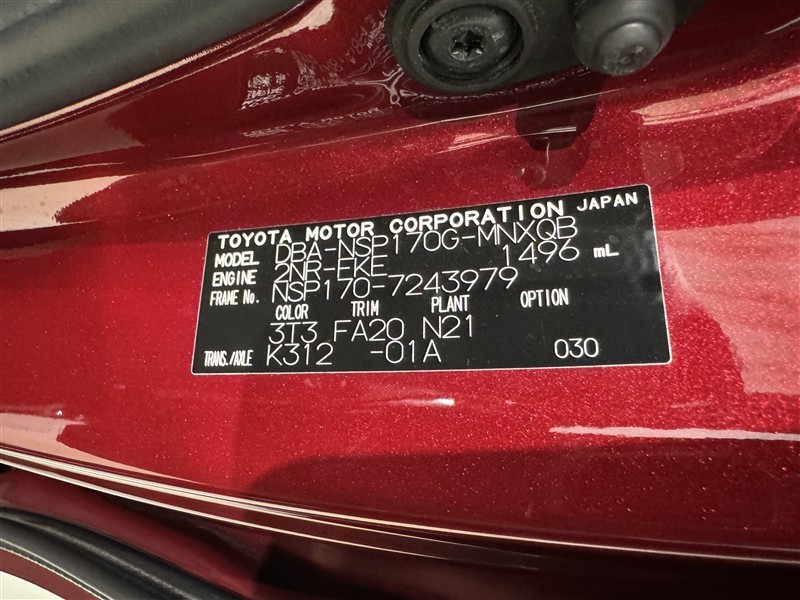 TOYOTA MOTOR CORPORATION JAPAN
MODEL DBA-NSP170G-MNXQB
ENGINE 2NR-FKE 1496 mL
FRAME No. NSP170-7243979
COLOR TRIM PLANT OPTION
3T3 FA20 N21
TRANS./AXLE K312 -01A 030